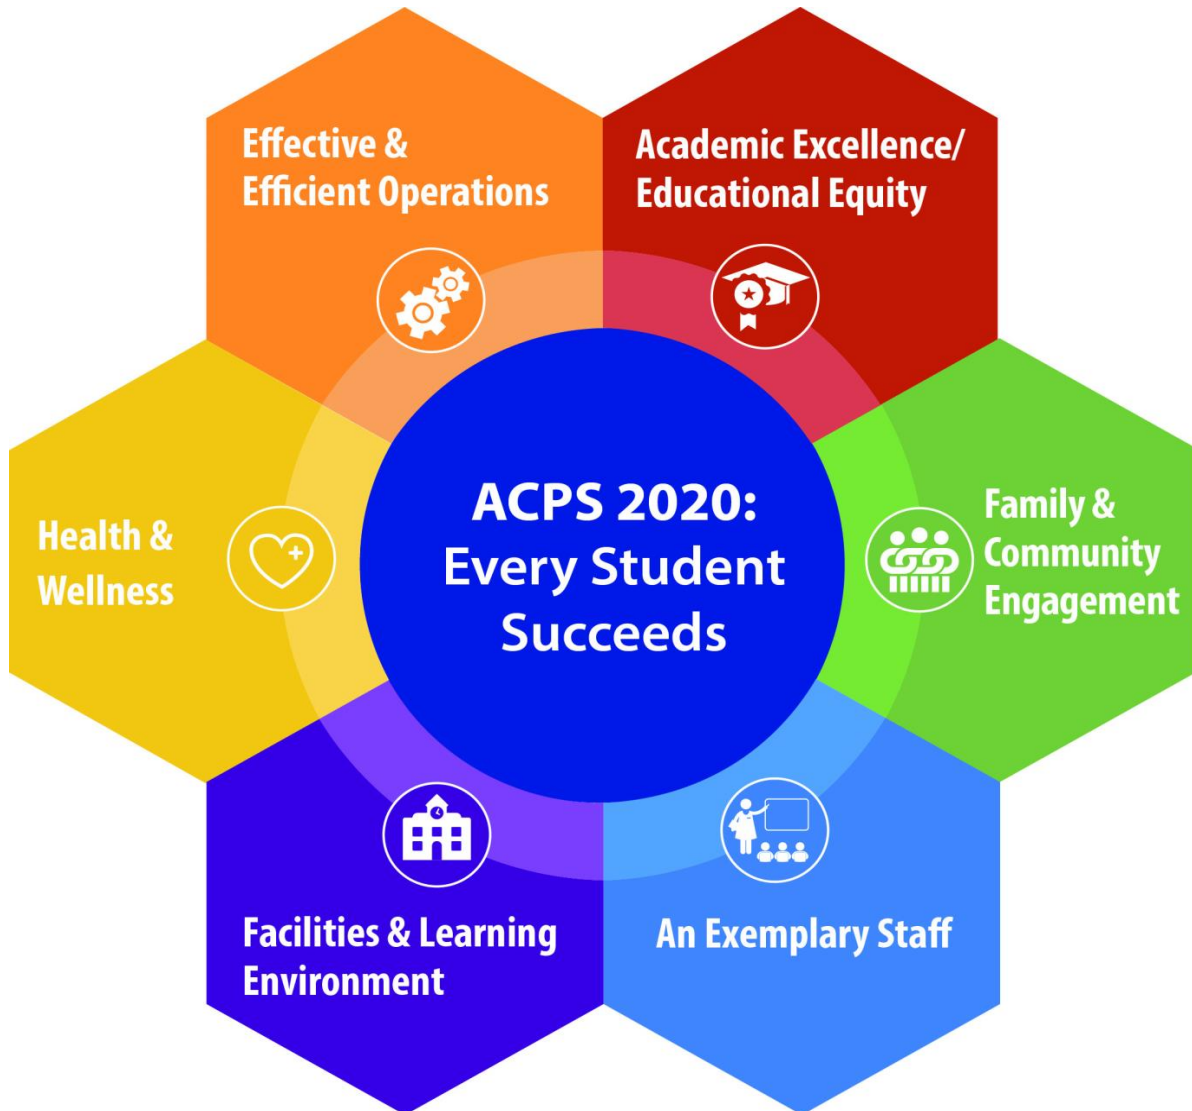 Effective &
Efficient Operations
Academic Excellence/
Educational Equity
Health &
Wellness
ACPS 2020:
Every Student
Succeeds
Family &
Community
Engagement
Facilities & Learning
Environment
An Exemplary Staff